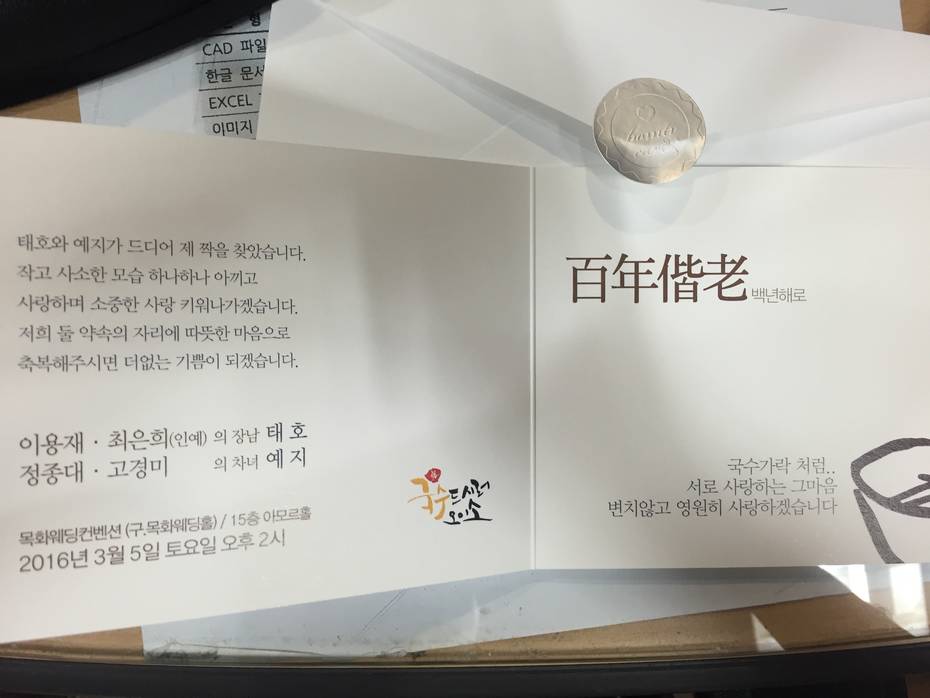 형
CAD 파일
한글 문서
EXCEL
이미지
태호와 예지가 드디어 제 짝을 찾았습니다.
작고 사소한 모습 하나하나 아끼고
사랑하며 소중한 사랑 키워나가겠습니다.
저희 둘 약속의 자리에 따뜻한 마음으로
축복해주시면 더없는 기쁨이 되겠습니다.
이용재 · 최은희(인예) 의 장남 태호
정종대 · 고경미 의 차녀 예지
목화웨딩컨벤션 (구.목화웨딩홀) / 15층 아모르홀
2016년 3월 5일 토요일 오후 2시
국수드시러
오이소
百年偕老 백년해로
국수가락 처럼..
서로 사랑하는 그마음
변치않고 영원히 사랑하겠습니다